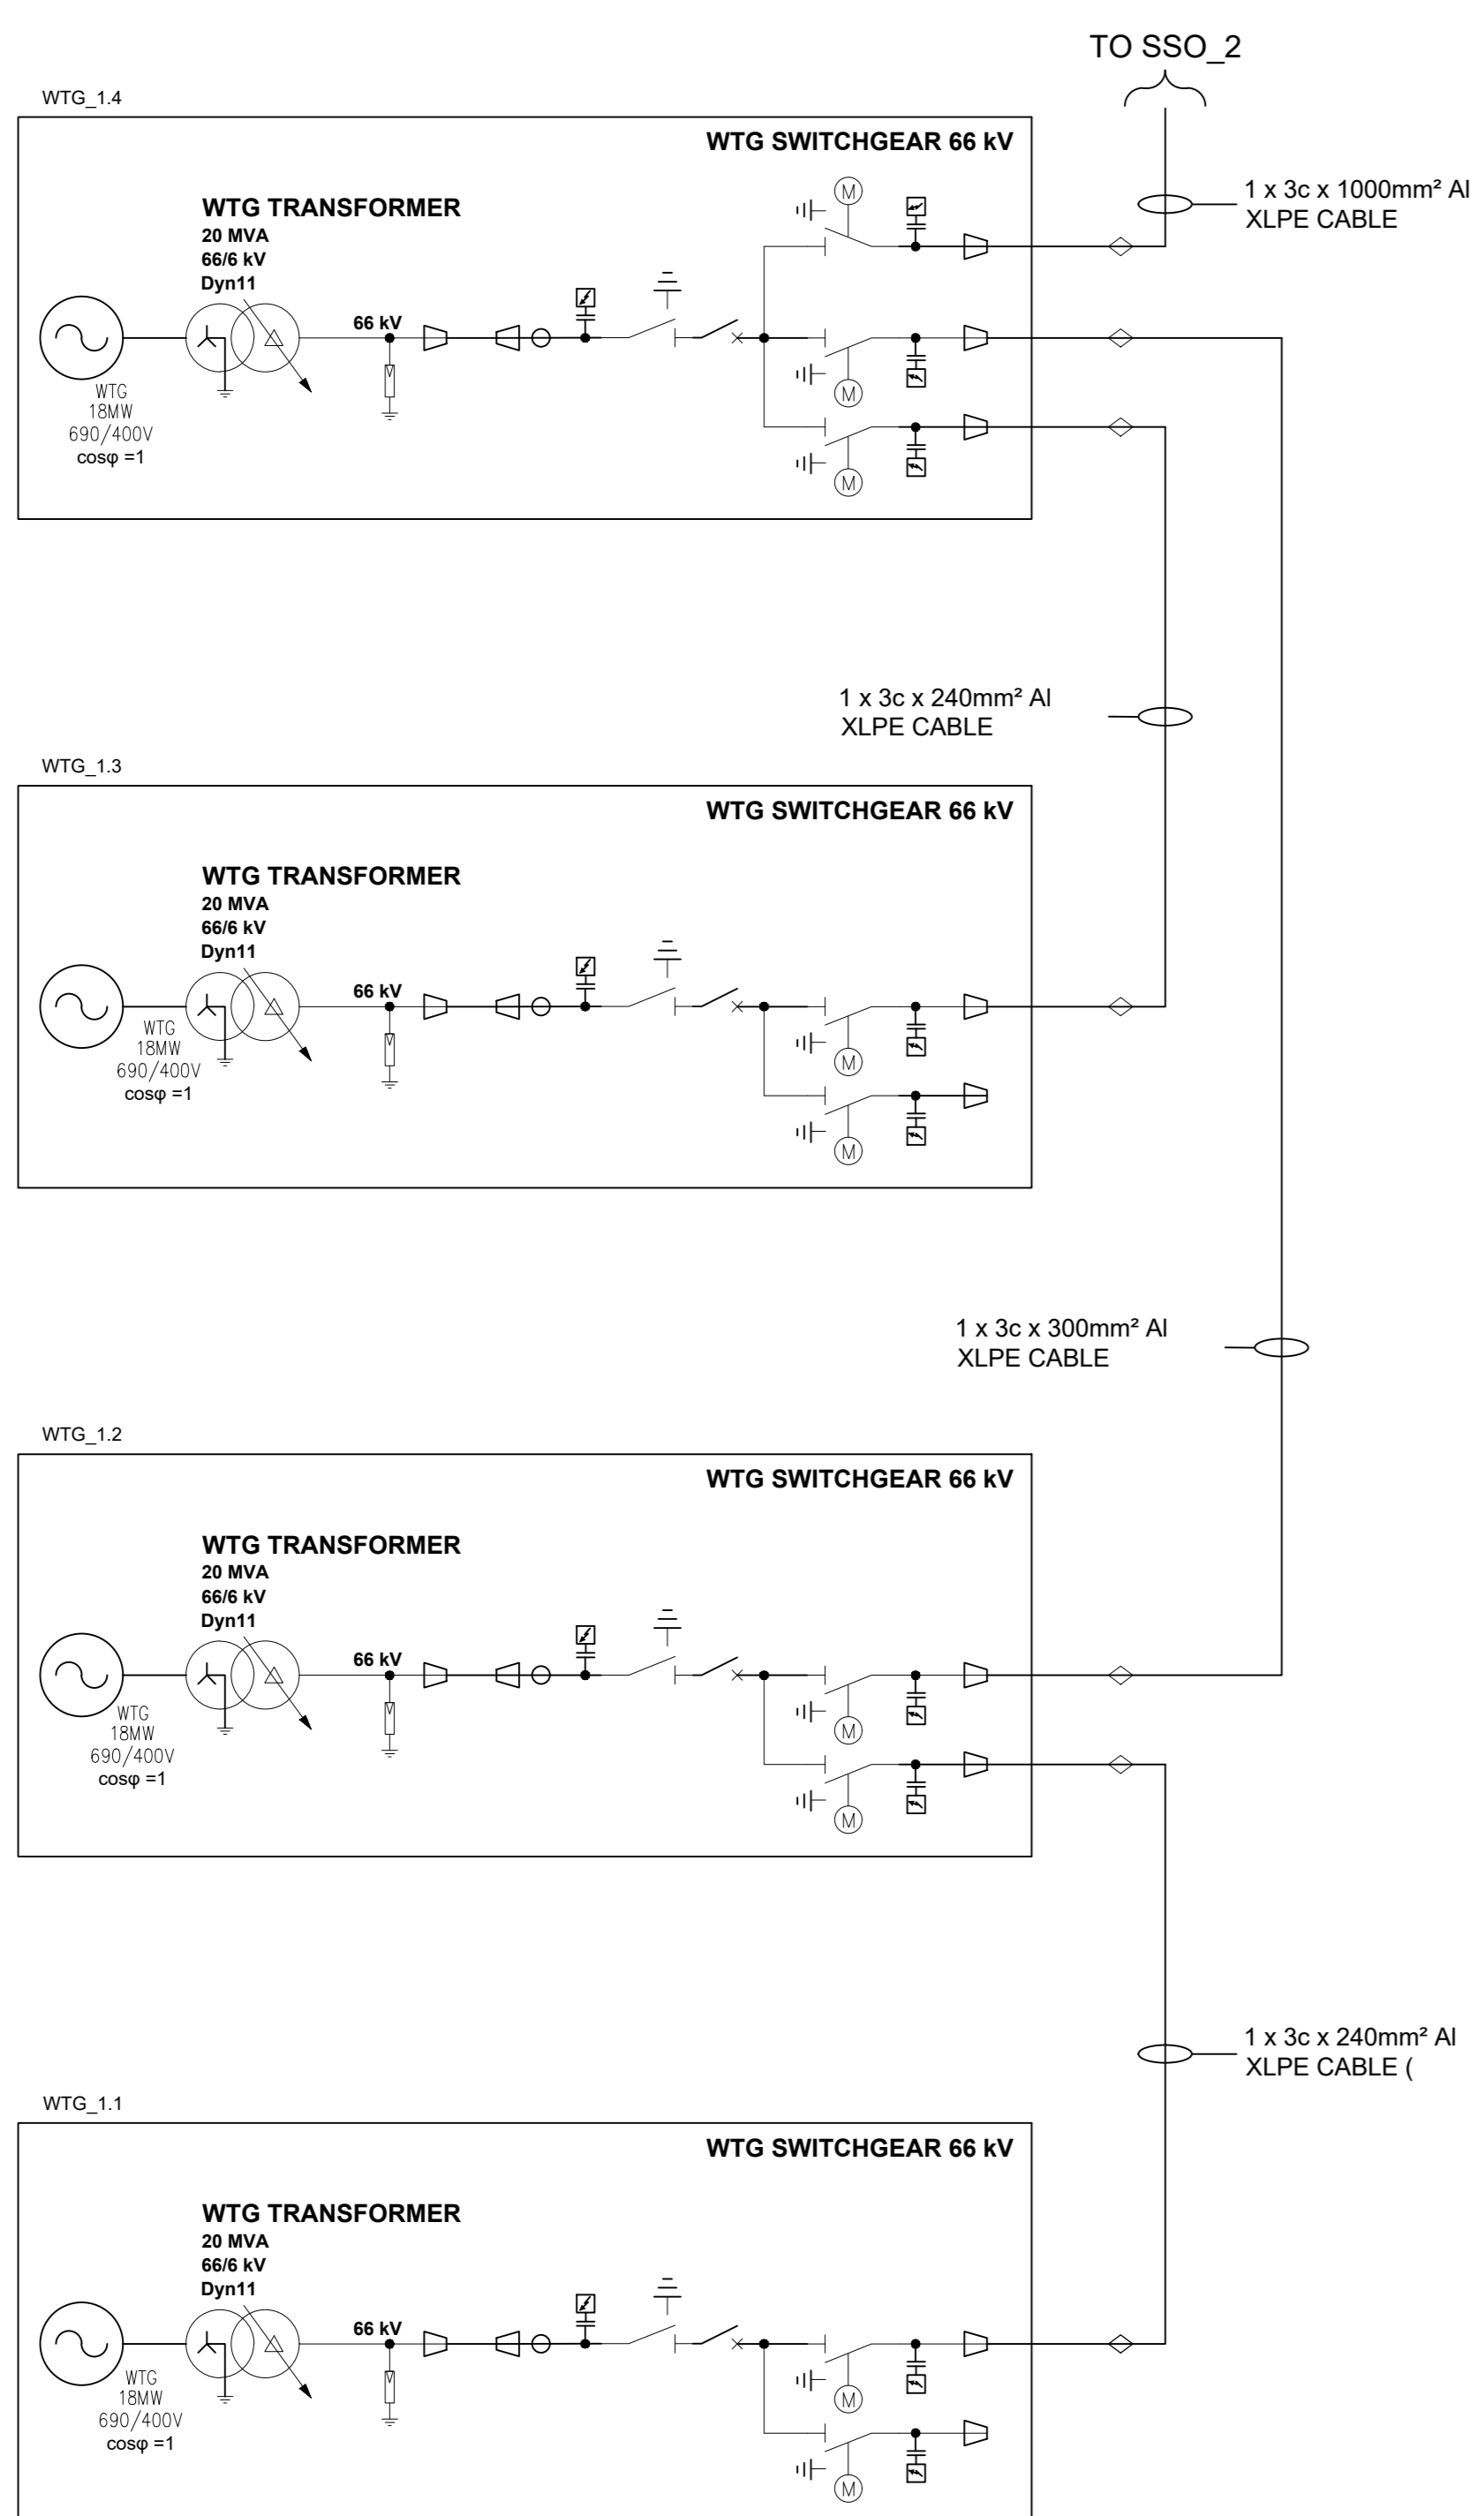 TO SSO_2
WTG_1.4
WTG SWITCHGEAR 66 kV
1 x 3c x 1000mm² Al
XLPE CABLE
WTG TRANSFORMER
20 MVA
66/6 kV
Dyn11
66 kV
M
M
M
WTG
18MW
690/400V
cosφ =1
1 x 3c x 240mm² Al
XLPE CABLE
WTG_1.3
WTG SWITCHGEAR 66 kV
WTG TRANSFORMER
20 MVA
66/6 kV
Dyn11
66 kV
M
M
WTG
18MW
690/400V
cosφ =1
1 x 3c x 300mm² Al
XLPE CABLE
WTG_1.2
WTG SWITCHGEAR 66 kV
WTG TRANSFORMER
20 MVA
66/6 kV
Dyn11
66 kV
M
M
WTG
18MW
690/400V
cosφ =1
1 x 3c x 240mm² Al
XLPE CABLE (
WTG_1.1
WTG SWITCHGEAR 66 kV
WTG TRANSFORMER
20 MVA
66/6 kV
Dyn11
66 kV
M
M
WTG
18MW
690/400V
cosφ =1